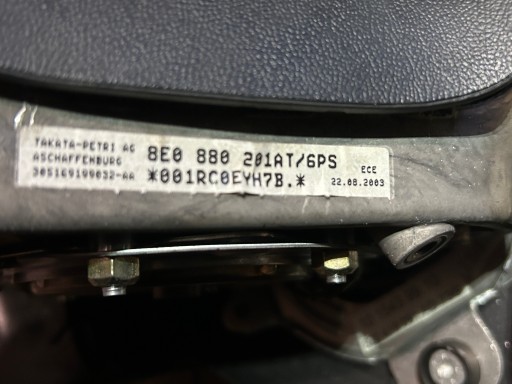 TAKATA-PETRI AG
ASCHAFFENBURG
305169199032-AA
8E0 880 201AT/6PS
*001RC0EYH7B.*
ECE
22.08.2003